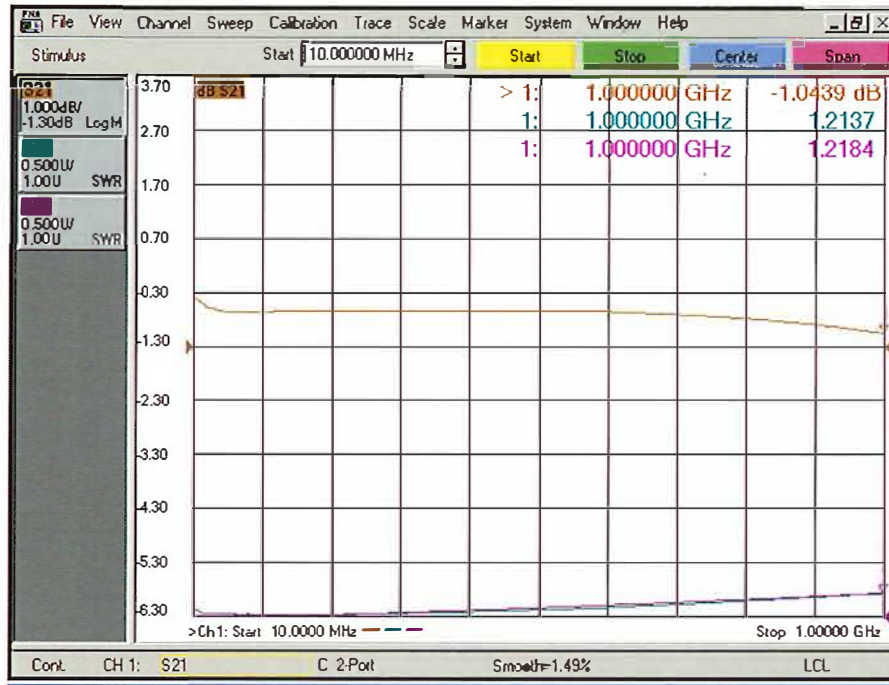 PNA File View Channel Sweep Calibration Trace Scale Marker System Window Help
Stimulus Start 10.000000 MHz Start Stop Center Span
S21
1.000dB/
-1.30dB LogM
0.500U/
1.00U SWR
0.500U/
1.00U SWR
dB S21
> 1: 1.000000 GHz -1.0439 dB
1: 1.000000 GHz 1.2137
1: 1.000000 GHz 1.2184
3.70
2.70
1.70
0.70
-0.30
-1.30
-2.30
-3.30
-4.30
-5.30
-6.30
>Ch1: Start 10.0000 MHz Stop 1.00000 GHz
Cont. CH 1: S21 C 2-Port Smooth=1.49% LCL